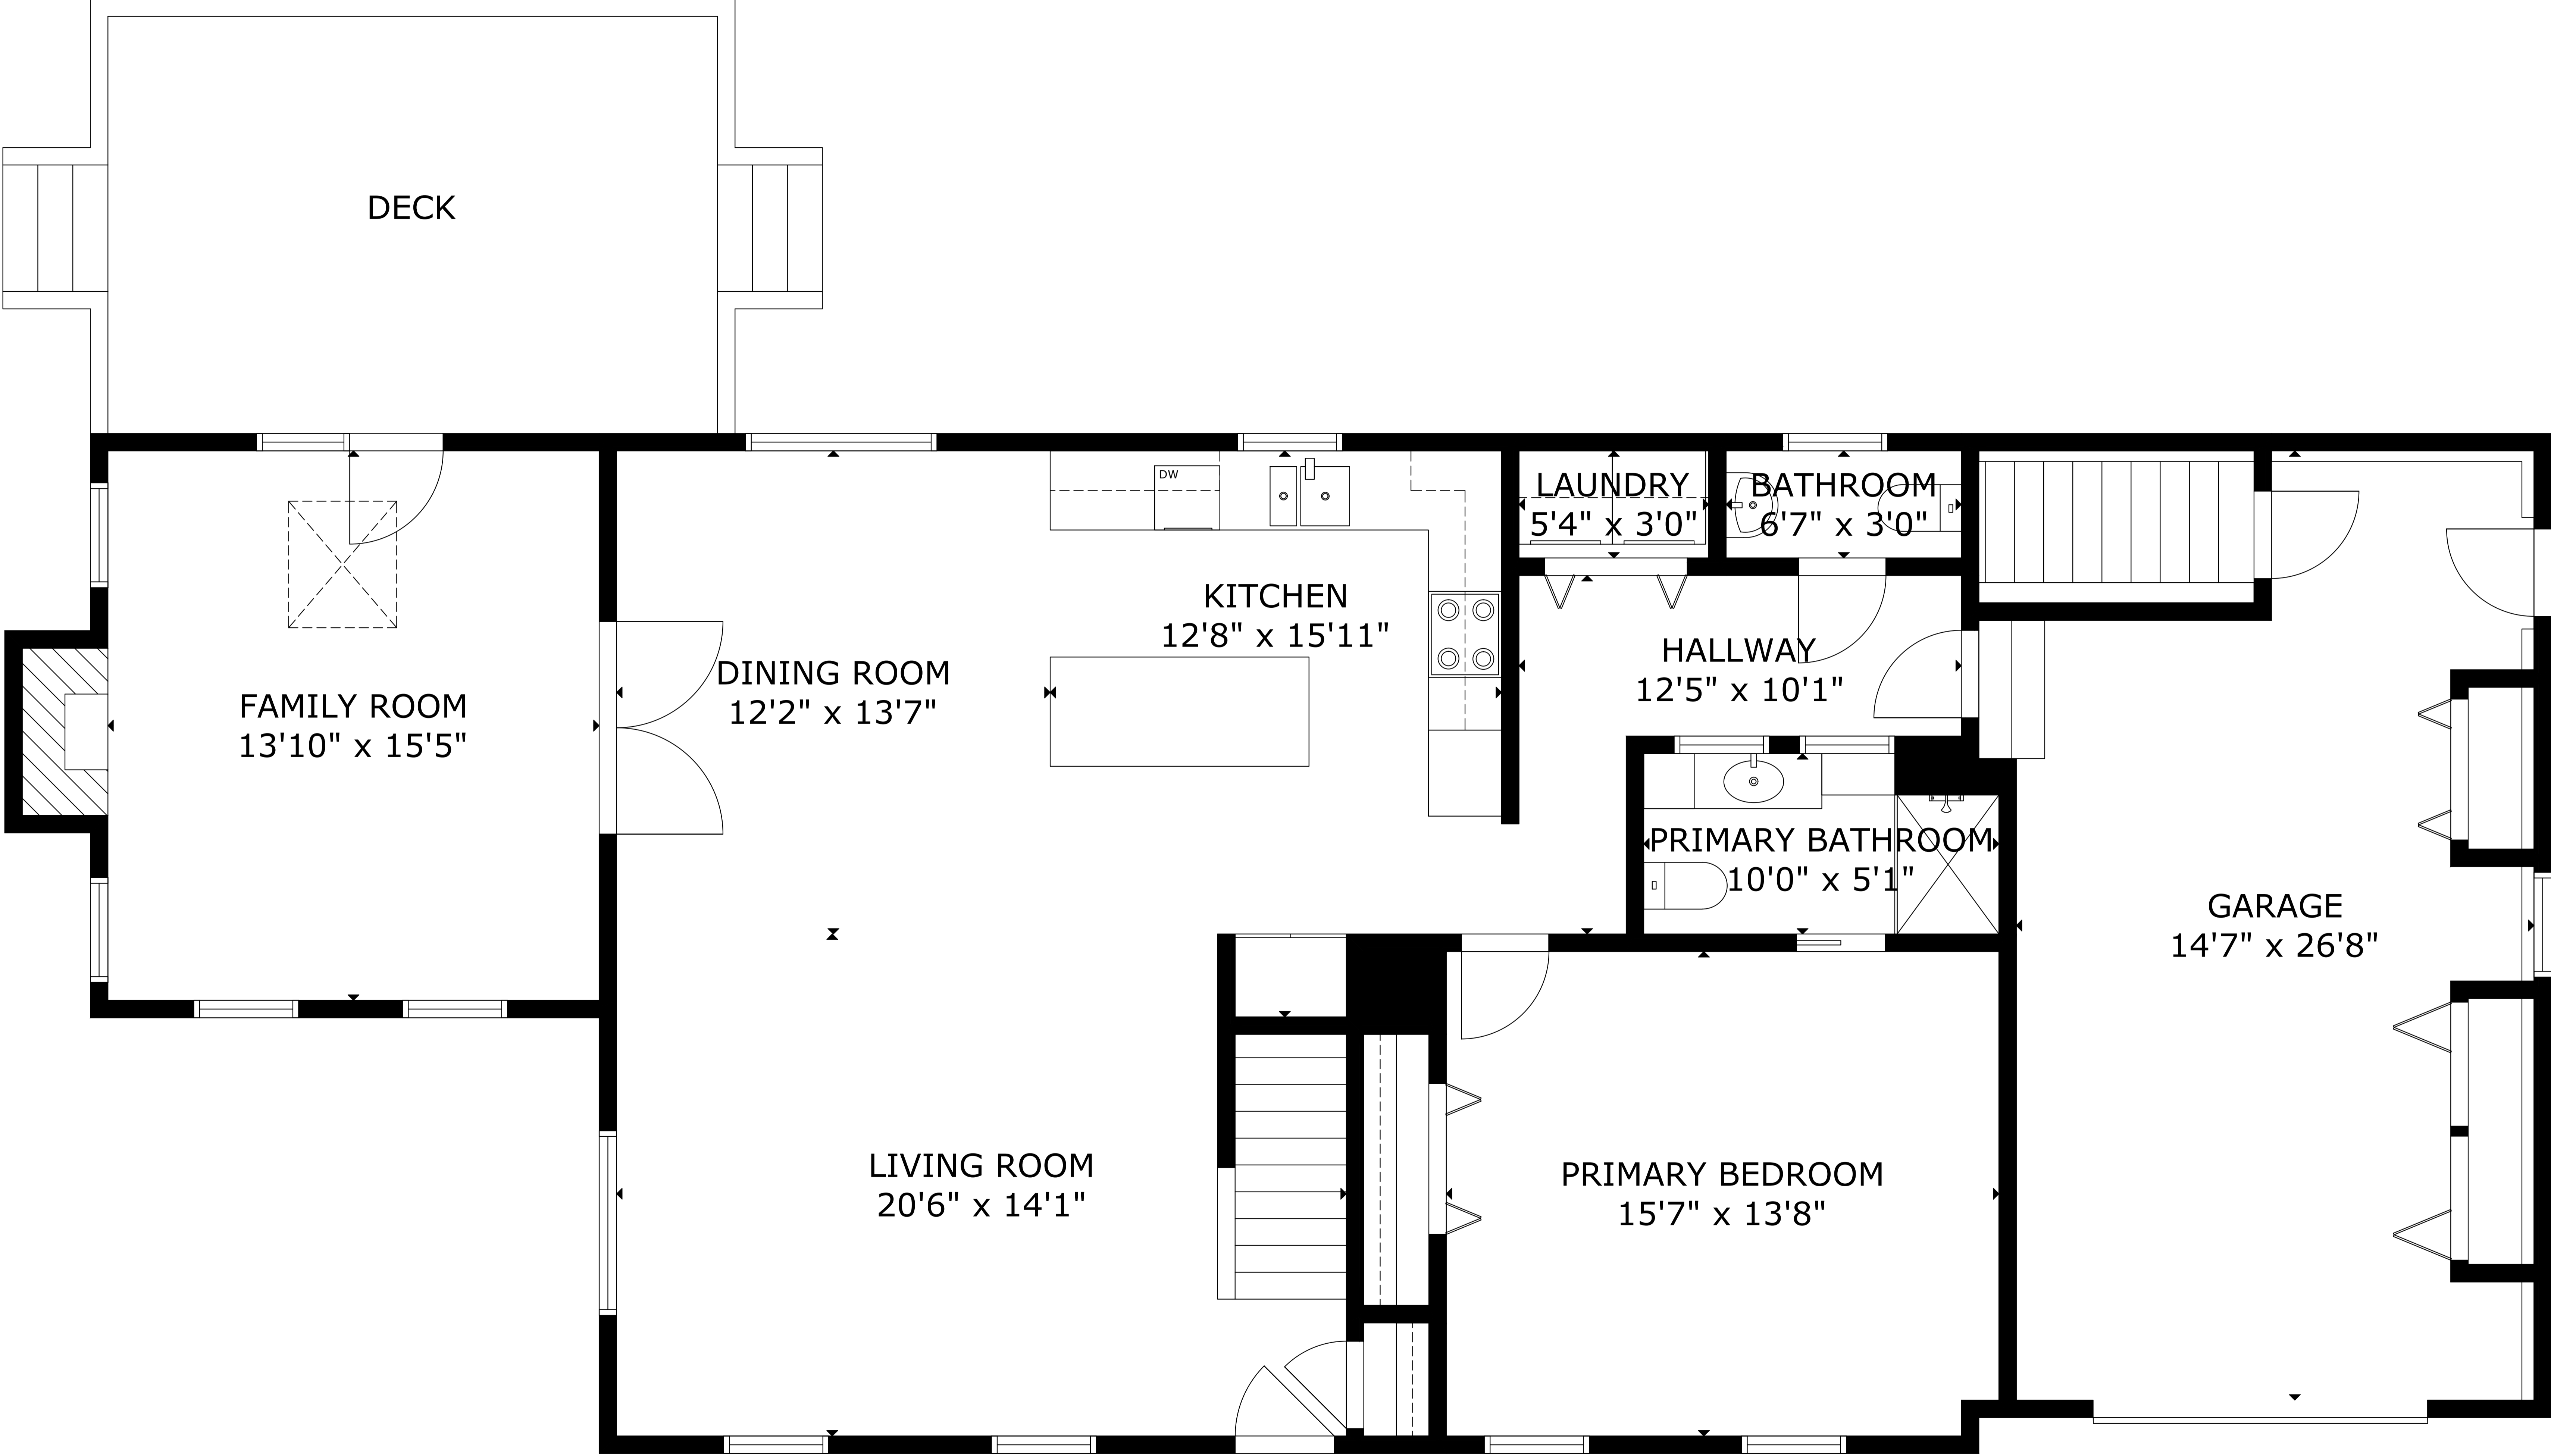 DECK
DW
LAUNDRY
5'4" x 3'0"
BATHROOM
6'7" x 3'0"
KITCHEN
12'8" x 15'11"
DINING ROOM
12'2" x 13'7"
HALLWAY
12'5" x 10'1"
FAMILY ROOM
13'10" x 15'5"
PRIMARY BATHROOM
10'0" x 5'1"
GARAGE
14'7" x 26'8"
LIVING ROOM
20'6" x 14'1"
PRIMARY BEDROOM
15'7" x 13'8"